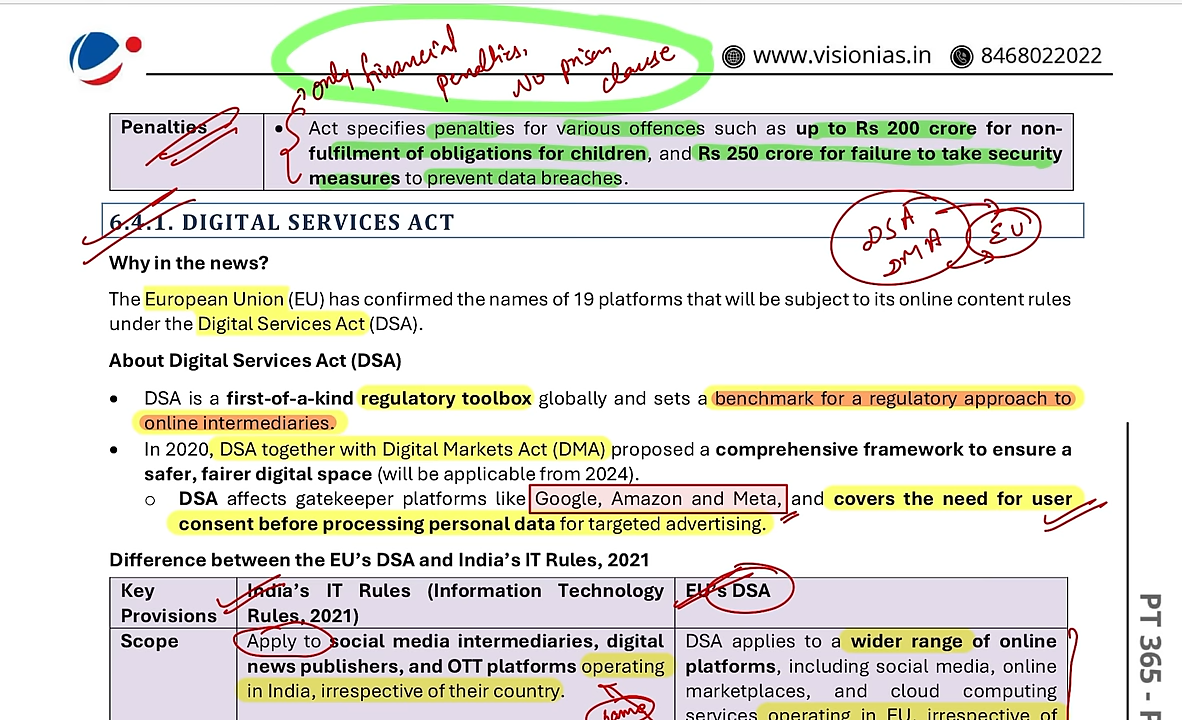 only financial
penalties.
No prison
clause
www.visionias.in 8468022022
Penalties
• Act specifies penalties for various offences such as up to Rs 200 crore for non-
fulfilment of obligations for children, and Rs 250 crore for failure to take security
measures to prevent data breaches.
6.4.1. DIGITAL SERVICES ACT
DSA
DMA
EU
Why in the news?
The European Union (EU) has confirmed the names of 19 platforms that will be subject to its online content rules
under the Digital Services Act (DSA).
About Digital Services Act (DSA)
• DSA is a first-of-a-kind regulatory toolbox globally and sets a benchmark for a regulatory approach to
online intermediaries.
• In 2020, DSA together with Digital Markets Act (DMA) proposed a comprehensive framework to ensure a
safer, fairer digital space (will be applicable from 2024).
o DSA affects gatekeeper platforms like Google, Amazon and Meta, and covers the need for user
consent before processing personal data for targeted advertising.
Difference between the EU's DSA and India's IT Rules, 2021
Key
Provisions
India's IT Rules (Information Technology
Rules, 2021)
EU's DSA
Scope
Apply to social media intermediaries, digital
news publishers, and OTT platforms operating
in India, irrespective of their country.
same
DSA applies to a wider range of online
platforms, including social media, online
marketplaces, and cloud computing
services operating in EU, irrespective of
PT 365 -